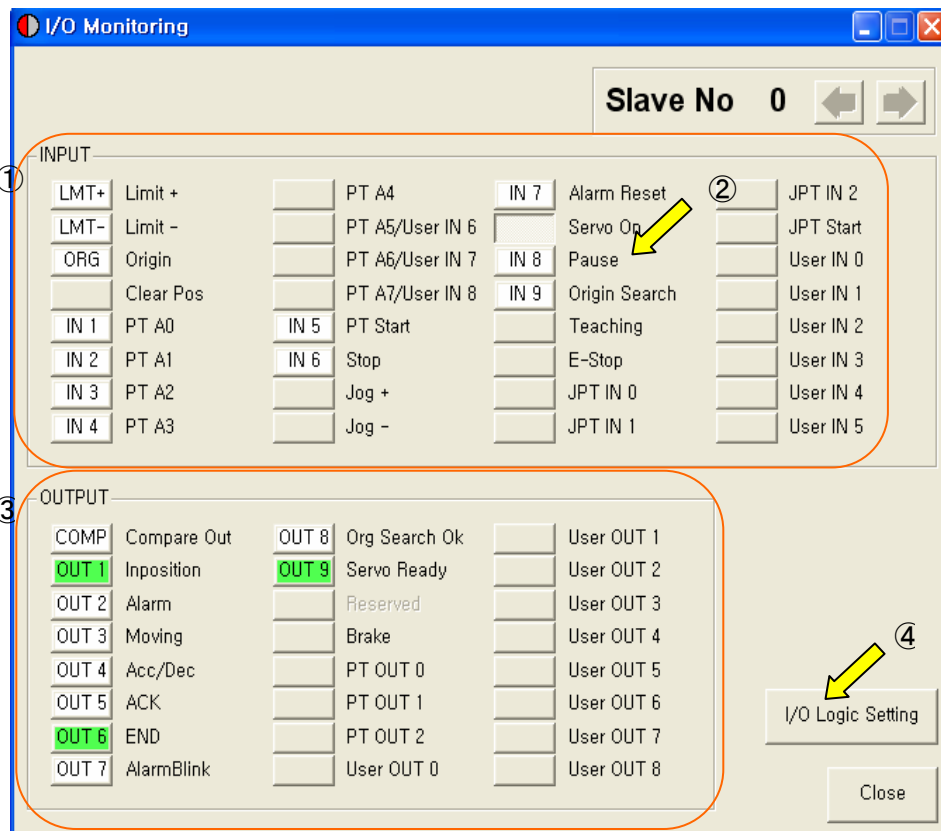 I/O Monitoring
Slave No 0
①
INPUT
②
LMT+ Limit + PT A4 IN 7 Alarm Reset JPT IN 2
LMT- Limit - PT A5/User IN 6 Servo On JPT Start
ORG Origin PT A6/User IN 7 IN 8 Pause User IN 0
Clear Pos PT A7/User IN 8 IN 9 Origin Search User IN 1
IN 1 PT A0 IN 5 PT Start Teaching User IN 2
IN 2 PT A1 IN 6 Stop E-Stop User IN 3
IN 3 PT A2 Jog + JPT IN 0 User IN 4
IN 4 PT A3 Jog - JPT IN 1 User IN 5
③
OUTPUT
COMP Compare Out OUT 8 Org Search Ok User OUT 1
OUT 1 Inposition OUT 9 Servo Ready User OUT 2
OUT 2 Alarm Reserved User OUT 3
OUT 3 Moving Brake User OUT 4
OUT 4 Acc/Dec PT OUT 0 User OUT 5
OUT 5 ACK PT OUT 1 User OUT 6
OUT 6 END PT OUT 2 User OUT 7
OUT 7 AlarmBlink User OUT 0 User OUT 8
④
I/O Logic Setting
Close